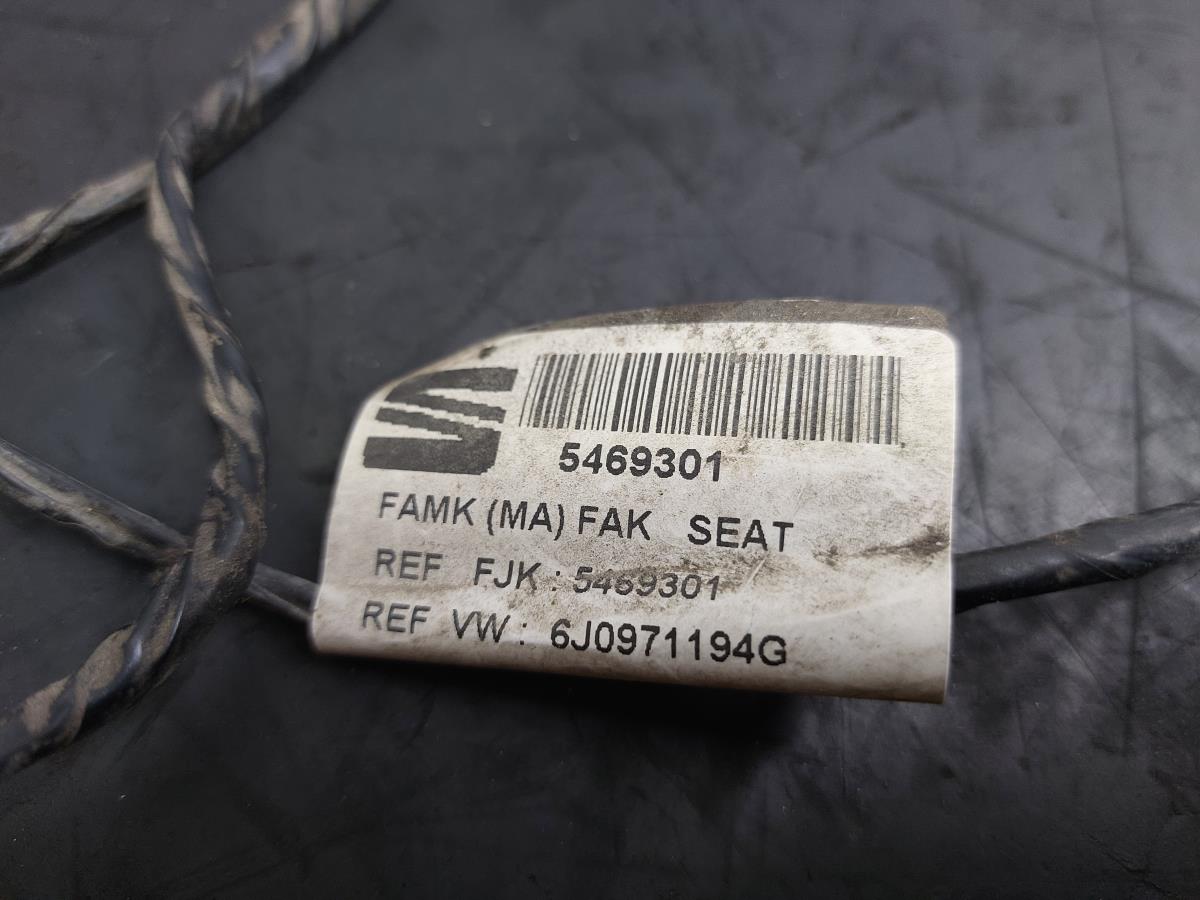 5469301
FAMK (MA) FAK SEAT
REF FJK : 5469301
REF VW : 6J0971194G